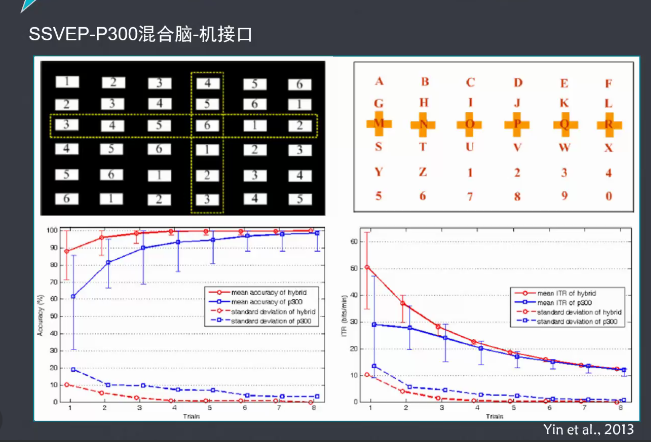 SSVEP-P300混合脑-机接口
1 2 3 4 5 6
2 3 4 5 6 1
3 4 5 6 1 2
4 5 6 1 2 3
5 6 1 2 3 4
6 1 2 3 4 5
A B C D E F
G H I J K L
M N O P Q R
S T U V W X
Y Z 1 2 3 4
5 6 7 8 9 0
100
90
80
70
60
50
40
30
20
10
0
Accuracy (%)
mean accuracy of hybrid
mean accuracy of p300
standard deviation of hybrid
standard deviation of p300
1 2 3 4 5 6 7 8
Trials
60
50
40
30
20
10
0
ITR (bits/min)
mean ITR of hybrid
mean ITR of p300
standard deviation of hybrid
standard deviation of p300
1 2 3 4 5 6 7 8
Trials
Yin et al., 2013